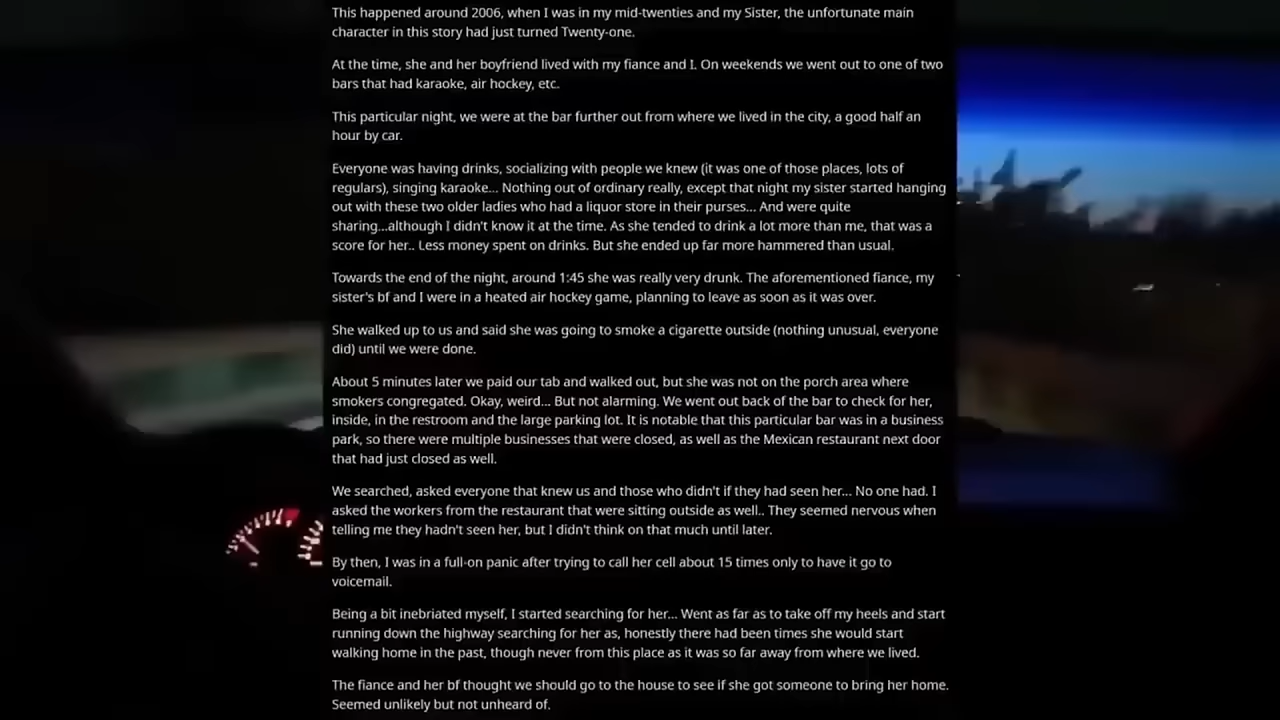 This happened around 2006, when I was in my mid-twenties and my Sister, the unfortunate main
character in this story had just turned Twenty-one.
At the time, she and her boyfriend lived with my fiance and I. On weekends we went out to one of two
bars that had karaoke, air hockey, etc.
This particular night, we were at the bar further out from where we lived in the city, a good half an
hour by car.
Everyone was having drinks, socializing with people we knew (it was one of those places, lots of
regulars), singing karaoke... Nothing out of ordinary really, except that night my sister started hanging
out with these two older ladies who had a liquor store in their purses... And were quite
sharing...although I didn't know it at the time. As she tended to drink a lot more than me, that was a
score for her.. Less money spent on drinks. But she ended up far more hammered than usual.
Towards the end of the night, around 1:45 she was really very drunk. The aforementioned fiance, my
sister's bf and I were in a heated air hockey game, planning to leave as soon as it was over.
She walked up to us and said she was going to smoke a cigarette outside (nothing unusual, everyone
did) until we were done.
About 5 minutes later we paid our tab and walked out, but she was not on the porch area where
smokers congregated. Okay, weird... But not alarming. We went out back of the bar to check for her,
inside, in the restroom and the large parking lot. It is notable that this particular bar was in a business
park, so there were multiple businesses that were closed, as well as the Mexican restaurant next door
that had just closed as well.
We searched, asked everyone that knew us and those who didn't if they had seen her... No one had. I
asked the workers from the restaurant that were sitting outside as well.. They seemed nervous when
telling me they hadn't seen her, but I didn't think on that much until later.
By then, I was in a full-on panic after trying to call her cell about 15 times only to have it go to
voicemail.
Being a bit inebriated myself, I started searching for her... Went as far as to take off my heels and start
running down the highway searching for her as, honestly there had been times she would start
walking home in the past, though never from this place as it was so far away from where we lived.
The fiance and her bf thought we should go to the house to see if she got someone to bring her home.
Seemed unlikely but not unheard of.